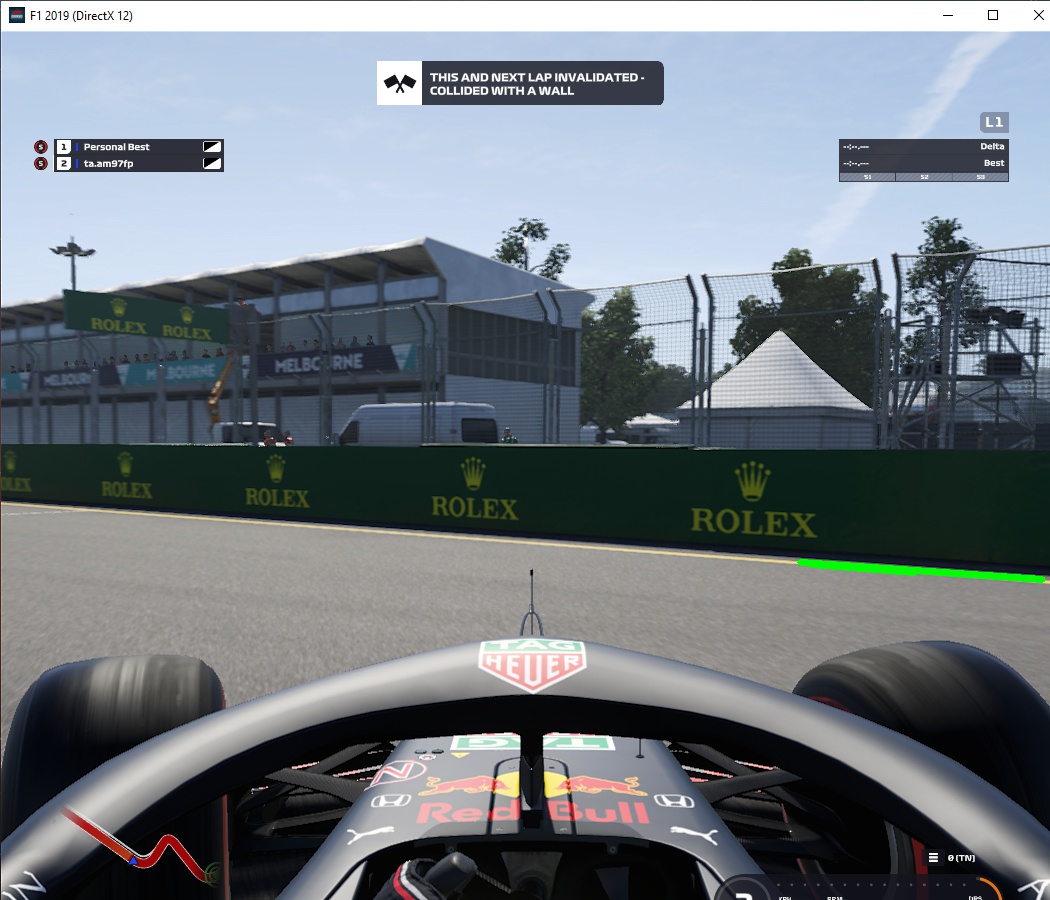 F1 2019 (DirectX 12)
THIS AND NEXT LAP INVALIDATED -
COLLIDED WITH A WALL
L1
S 1 Personal Best
S 2 ta.am97fp
--:--.--- Delta
--:--.--- Best
S1 S2 S3
ROLEX ROLEX
MELBOURNE MELBOURNE
ROLEX ROLEX ROLEX ROLEX
TAG
HEUER
TAG
Red Bull
HONDA
0 (TN)